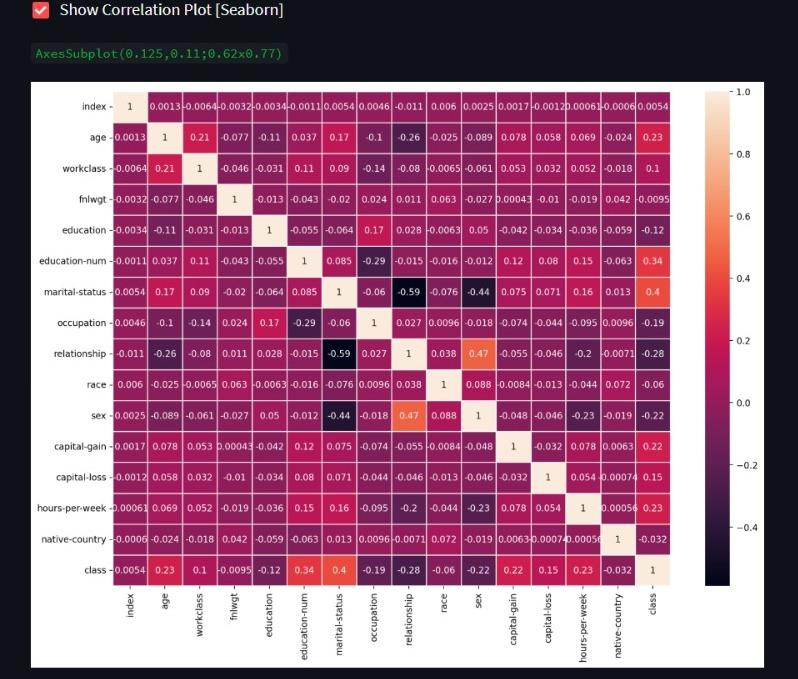 Show Correlation Plot [Seaborn]
AxesSubplot(0.125,0.11;0.62x0.77)
index 1 0.0013 -0.0064 -0.0032 -0.0034 -0.0011 0.0054 0.0046 -0.011 0.006 0.0025 0.0017 -0.0012 0.00061 -0.0006 0.0054
age 0.0013 1 0.21 -0.077 -0.11 0.037 0.17 -0.1 -0.26 -0.025 -0.089 0.078 0.058 0.069 -0.024 0.23
workclass -0.0064 0.21 1 -0.046 -0.031 0.11 0.09 -0.14 -0.08 -0.0065 -0.061 0.053 0.032 0.052 -0.018 0.1
fnlwgt -0.0032 -0.077 -0.046 1 -0.013 -0.043 -0.02 0.024 0.011 0.063 -0.027 0.00043 -0.01 -0.019 0.042 -0.0095
education -0.0034 -0.11 -0.031 -0.013 1 -0.055 -0.064 0.17 0.028 -0.0063 0.05 -0.042 -0.034 -0.036 -0.059 -0.12
education-num -0.0011 0.037 0.11 -0.043 -0.055 1 0.085 -0.29 -0.015 -0.016 -0.012 0.12 0.08 0.15 -0.063 0.34
marital-status 0.0054 0.17 0.09 -0.02 -0.064 0.085 1 -0.06 -0.59 -0.076 -0.44 0.075 0.071 0.16 0.013 0.4
occupation 0.0046 -0.1 -0.14 0.024 0.17 -0.29 -0.06 1 0.027 0.0096 -0.018 -0.074 -0.044 -0.095 0.0096 -0.19
relationship -0.011 -0.26 -0.08 0.011 0.028 -0.015 -0.59 0.027 1 0.038 0.47 -0.055 -0.046 -0.2 -0.0071 -0.28
race 0.006 -0.025 -0.0065 0.063 -0.0063 -0.016 -0.076 0.0096 0.038 1 0.088 -0.0084 -0.013 -0.044 0.072 -0.06
sex 0.0025 -0.089 -0.061 -0.027 0.05 -0.012 -0.44 -0.018 0.47 0.088 1 -0.048 -0.046 -0.23 -0.019 -0.22
capital-gain 0.0017 0.078 0.053 0.00043 -0.042 0.12 0.075 -0.074 -0.055 -0.0084 -0.048 1 -0.032 0.078 0.0063 0.22
capital-loss -0.0012 0.058 0.032 -0.01 -0.034 0.08 0.071 -0.044 -0.046 -0.013 -0.046 -0.032 1 0.054 -0.00074 0.15
hours-per-week 0.00061 0.069 0.052 -0.019 -0.036 0.15 0.16 -0.095 -0.2 -0.044 -0.23 0.078 0.054 1 0.00056 0.23
native-country -0.0006 -0.024 -0.018 0.042 -0.059 -0.063 0.013 0.0096 -0.0071 0.072 -0.019 0.0063 -0.00074 0.00056 1 -0.032
class 0.0054 0.23 0.1 -0.0095 -0.12 0.34 0.4 -0.19 -0.28 -0.06 -0.22 0.22 0.15 0.23 -0.032 1
index age workclass fnlwgt education education-num marital-status occupation relationship race sex capital-gain capital-loss hours-per-week native-country class
1.0
0.8
0.6
0.4
0.2
0.0
−0.2
−0.4